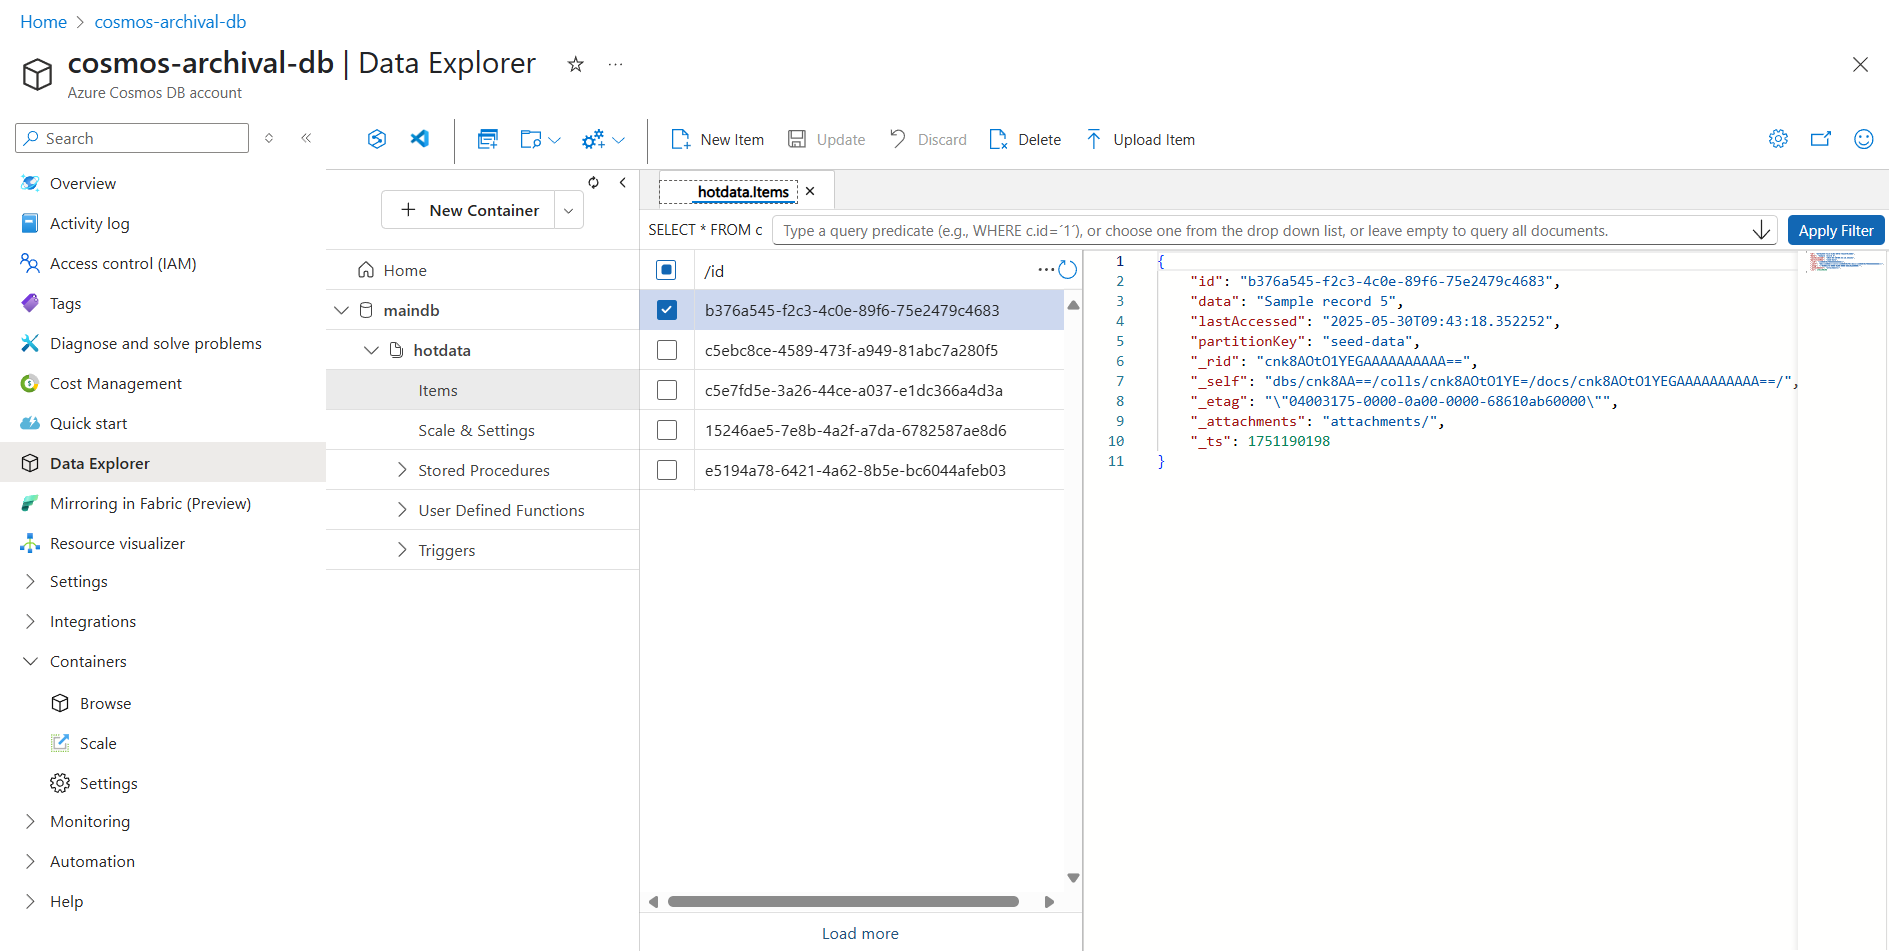 Home > cosmos-archival-db
cosmos-archival-db | Data Explorer
Azure Cosmos DB account
Search
Overview
Activity log
Access control (IAM)
Tags
Diagnose and solve problems
Cost Management
Quick start
Data Explorer
Mirroring in Fabric (Preview)
Resource visualizer
Settings
Integrations
Containers
Browse
Scale
Settings
Monitoring
Automation
Help
New Item
Update
Discard
Delete
Upload Item
+ New Container
Home
maindb
hotdata
Items
Scale & Settings
Stored Procedures
User Defined Functions
Triggers
hotdata.Items
SELECT * FROM c
Type a query predicate (e.g., WHERE c.id=´1´), or choose one from the drop down list, or leave empty to query all documents.
Apply Filter
/id
b376a545-f2c3-4c0e-89f6-75e2479c4683
c5ebc8ce-4589-473f-a949-81abc7a280f5
c5e7fd5e-3a26-44ce-a037-e1dc366a4d3a
15246ae5-7e8b-4a2f-a7da-6782587ae8d6
e5194a78-6421-4a62-8b5e-bc6044afeb03
Load more
1 {
2 "id": "b376a545-f2c3-4c0e-89f6-75e2479c4683",
3 "data": "Sample record 5",
4 "lastAccessed": "2025-05-30T09:43:18.352252",
5 "partitionKey": "seed-data",
6 "_rid": "cnk8AOtO1YEGAAAAAAAAAA==",
7 "_self": "dbs/cnk8AA==/colls/cnk8AOtO1YE=/docs/cnk8AOtO1YEGAAAAAAAAAA==/",
8 "_etag": "\"04003175-0000-0a00-0000-68610ab60000\"",
9 "_attachments": "attachments/",
10 "_ts": 1751190198
11 }